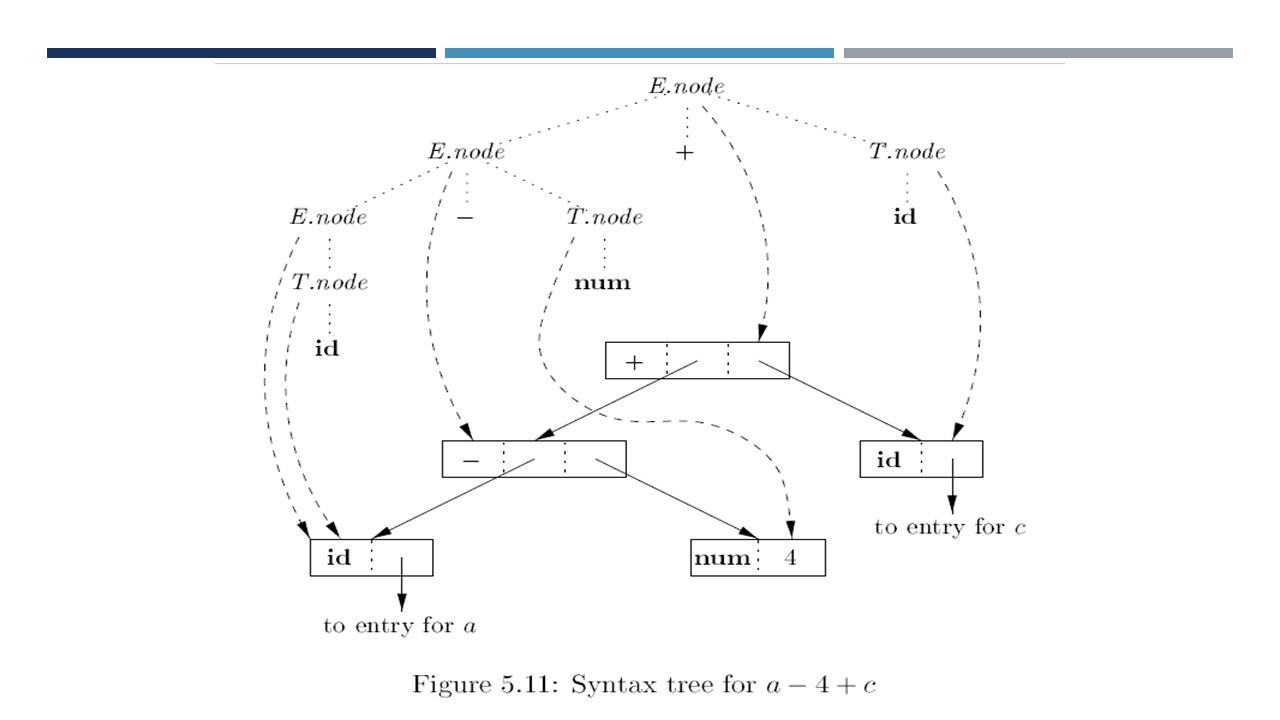 E.node
E.node + T.node
E.node − T.node id
T.node num
id
+
− id
to entry for c
id num 4
to entry for a
Figure 5.11: Syntax tree for a − 4 + c